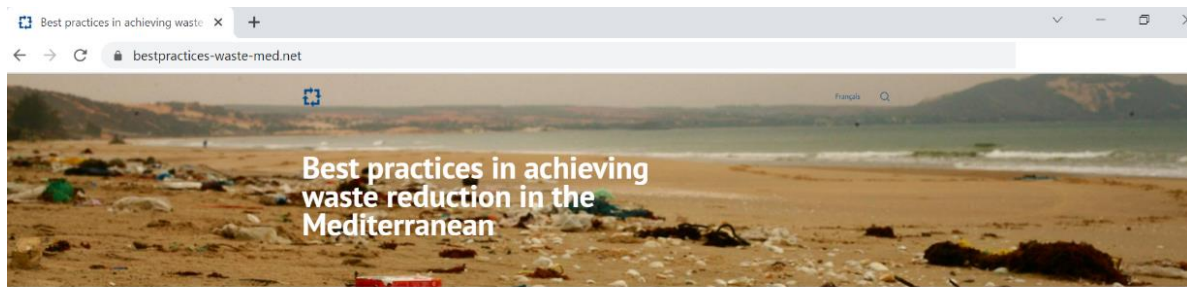 Best practices in achieving waste
bestpractices-waste-med.net
Français
Best practices in achieving
waste reduction in the
Mediterranean